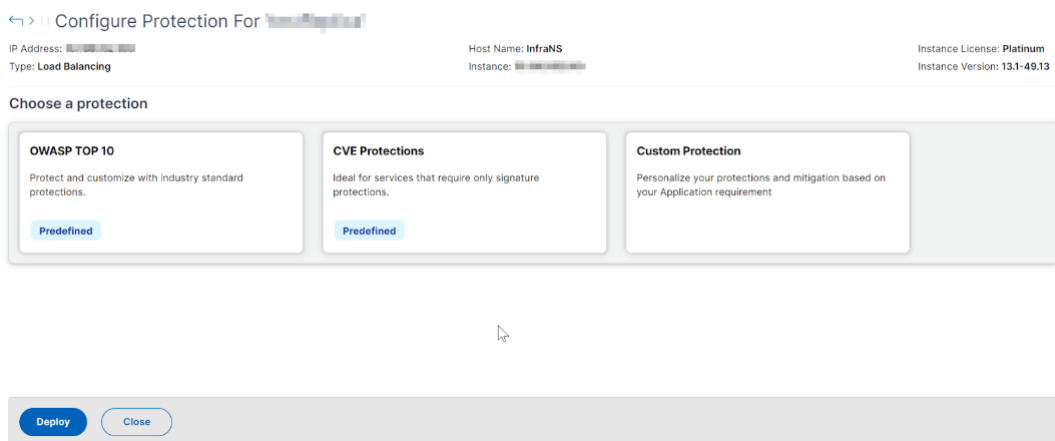 Configure Protection For
IP Address:
Host Name: InfraNS
Instance License: Platinum
Type: Load Balancing
Instance:
Instance Version: 13.1-49.13
Choose a protection
OWASP TOP 10
Protect and customize with industry standard
protections.
Predefined
CVE Protections
Ideal for services that require only signature
protections.
Predefined
Custom Protection
Personalize your protections and mitigation based on
your Application requirement
Deploy
Close